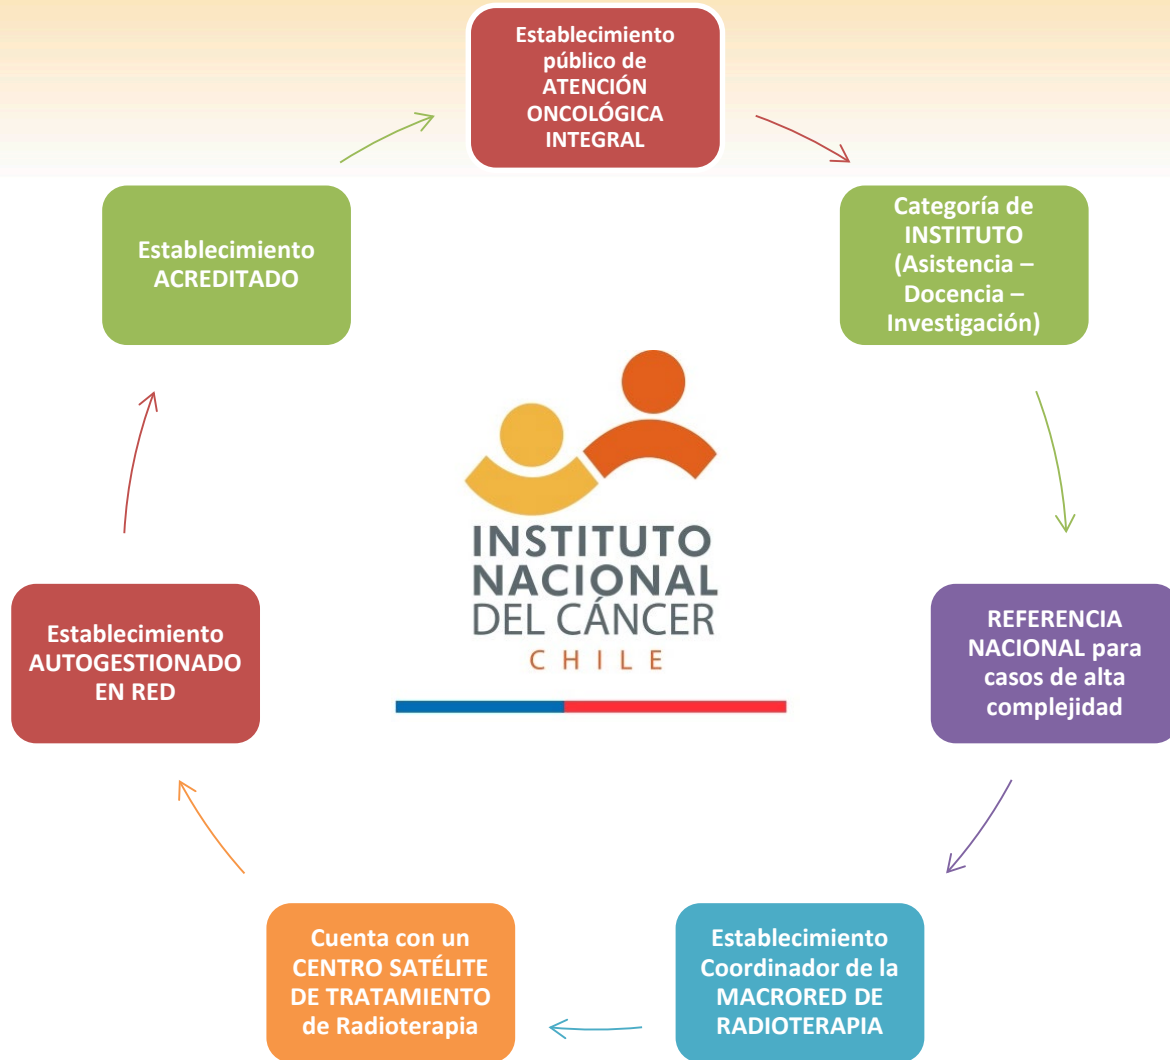 Establecimiento
público de
ATENCIÓN
ONCOLÓGICA
INTEGRAL
Categoría de
INSTITUTO
(Asistencia –
Docencia –
Investigación)
REFERENCIA
NACIONAL para
casos de alta
complejidad
Establecimiento
Coordinador de la
MACRORED DE
RADIOTERAPIA
Cuenta con un
CENTRO SATÉLITE
DE TRATAMIENTO
de Radioterapia
Establecimiento
AUTOGESTIONADO
EN RED
Establecimiento
ACREDITADO
INSTITUTO
NACIONAL
DEL CÁNCER
CHILE